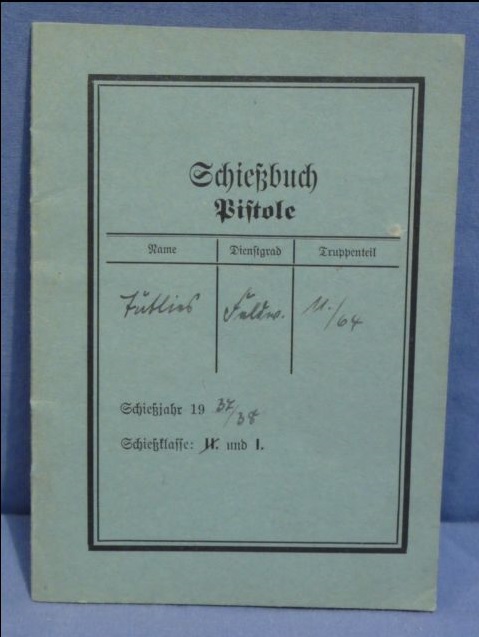 Schießbuch
Pistole
Name Dienstgrad Truppenteil
Feldw. 11./64
Schießjahr 19 37/38
Schießklasse: II. und I.